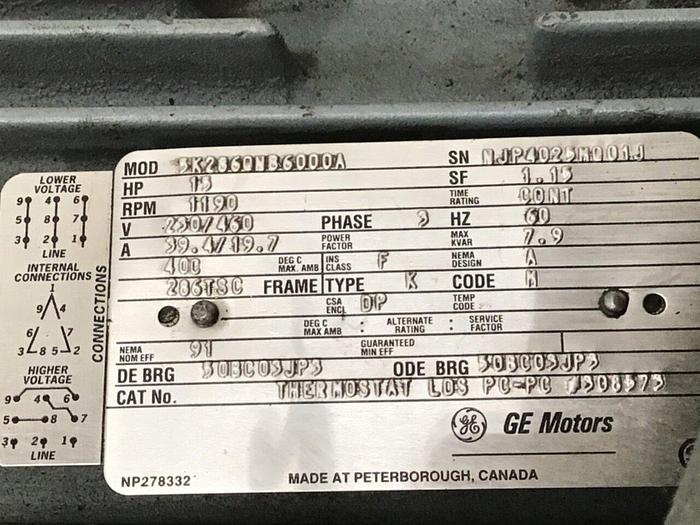 LOWER
VOLTAGE
9 4 6
5 8 7
3 2 1
LINE
INTERNAL
CONNECTIONS
1
9 4
6 7
3 8 5 2
HIGHER
VOLTAGE
9 4 6
5 8 7
3 2 1
LINE
CONNECTIONS
MOD 5K286QNB6000A SN
HP 15 SF 1.15
RPM 1190 TIME RATING CONT
V 230/460 PHASE 3 HZ 60
A 39.4/19.7 POWER FACTOR MAX KVAR 7.9
40C DEG C MAX. AMB INS CLASS F NEMA DESIGN A
286TSC FRAME TYPE K CODE
CSA ENCL DP TEMP CODE
DEG C MAX AMB : ALTERNATE RATING : SERVICE FACTOR
NEMA NOM EFF 91 GUARANTEED MIN EFF
DE BRG 50BC03JP3 ODE BRG 50BC03JP3
CAT No. THERMOSTAT LDS PC-PC
GE GE Motors
NP278332 MADE AT PETERBOROUGH, CANADA